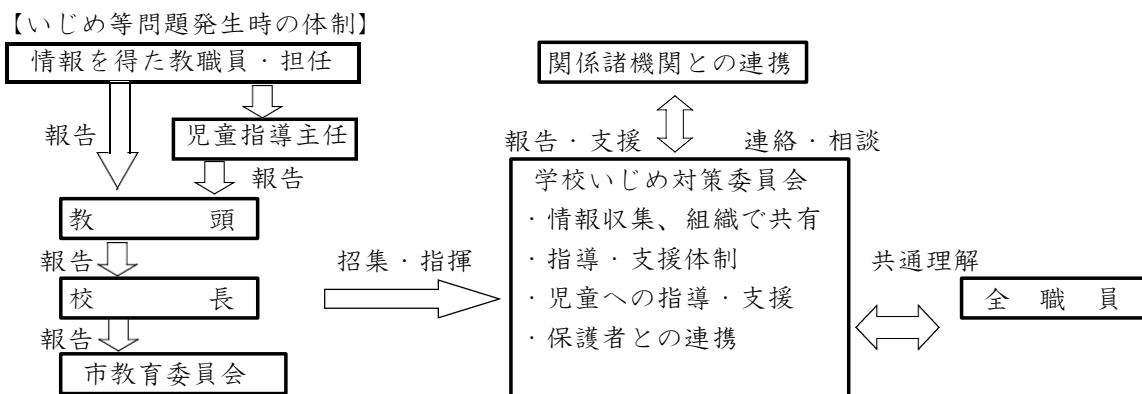 【いじめ等問題発生時の体制】
情報を得た教職員・担任
報告
児童指導主任
報告
教　　　頭
報告
校　　　長
報告
市教育委員会
招集・指揮
関係諸機関との連携
報告・支援
連絡・相談
学校いじめ対策委員会
・情報収集、組織で共有
・指導・支援体制
・児童への指導・支援
・保護者との連携
共通理解
全　職　員